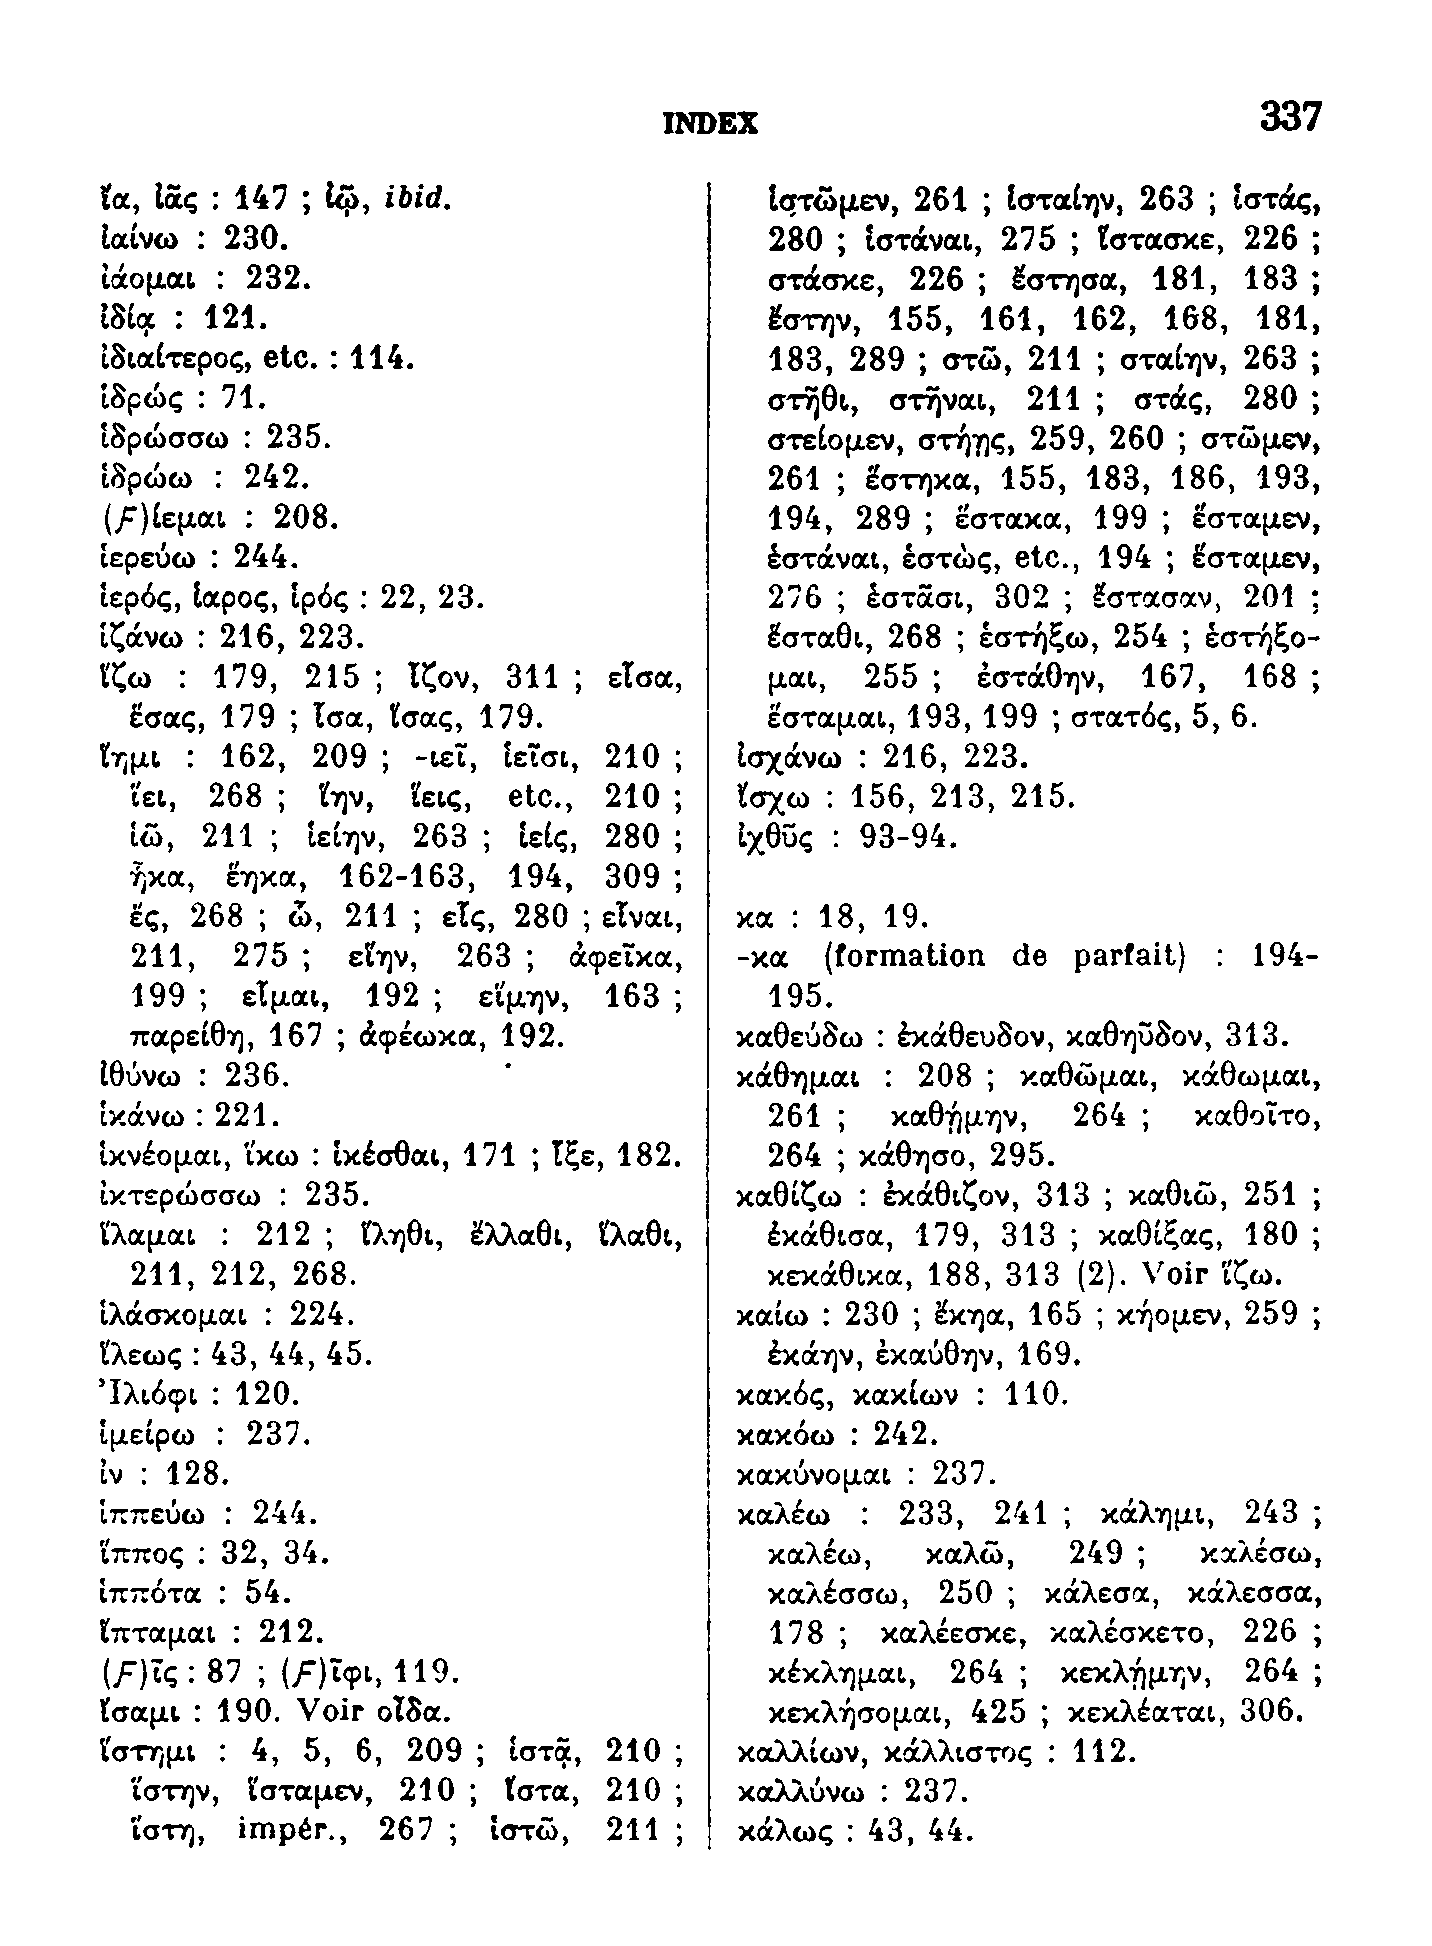 INDEX 337
ἴα, ἰᾶς : 147 ; ἰῷ, ibid.
ἰαίνω : 230.
ἰάομαι : 232.
ἰδίᾳ : 121.
ἰδιαίτερος, etc. : 114.
ἱδρώς : 71.
ἱδρώσσω : 235.
ἱδρώω : 242.
(ϝ)ίεμαι : 208.
ἱερεύω : 244.
ἱερός, ἱαρος, ἱρός : 22, 23.
ἱζάνω : 216, 223.
ἵζω : 179, 215 ; ἷζον, 311 ; εἷσα,
ἕσας, 179 ; ἷσα, ἵσας, 179.
ἵημι : 162, 209 ; -ιεῖ, ἱεῖσι, 210 ;
ἵει, 268 ; ἵην, ἵεις, etc., 210 ;
ἱῶ, 211 ; ἱείην, 263 ; ἱείς, 280 ;
ἧκα, ἕηκα, 162-163, 194, 309 ;
ἕς, 268 ; ὧ, 211 ; εἷς, 280 ; εἷναι,
211, 275 ; εἵην, 263 ; ἀφεῖκα,
199 ; εἷμαι, 192 ; εἵμην, 163 ;
παρείθη, 167 ; ἀφέωκα, 192.
ἰθύνω : 236.
ἱκάνω : 221.
ἱκνέομαι, ἵκω : ἱκέσθαι, 171 ; ἷξε, 182.
ἰκτερώσσω : 235.
ἵλαμαι : 212 ; ἵληθι, ἔλλαθι, ἵλαθι,
211, 212, 268.
ἱλάσκομαι : 224.
ἵλεως : 43, 44, 45.
Ἰλιόφι : 120.
ἱμείρω : 237.
ἰν : 128.
ἱππεύω : 244.
ἵππος : 32, 34.
ἱππότα : 54.
ἵπταμαι : 212.
(ϝ)ῖς : 87 ; (ϝ)ῖφι, 119.
ἴσαμι : 190. Voir οἶδα.
ἵστημι : 4, 5, 6, 209 ; ἱστᾷ, 210 ;
ἵστην, ἵσταμεν, 210 ; ἵστα, 210 ;
ἵστη, impér., 267 ; ἱστῶ, 211 ;
ἱστῶμεν, 261 ; ἱσταίην, 263 ; ἱστάς,
280 ; ἱστάναι, 275 ; ἵστασκε, 226 ;
στάσκε, 226 ; ἔστησα, 181, 183 ;
ἔστην, 155, 161, 162, 168, 181,
183, 289 ; στῶ, 211 ; σταίην, 263 ;
στῆθι, στῆναι, 211 ; στάς, 280 ;
στείομεν, στήῃς, 259, 260 ; στῶμεν,
261 ; ἕστηκα, 155, 183, 186, 193,
194, 289 ; ἕστακα, 199 ; ἕσταμεν,
ἑστάναι, ἑστὼς, etc., 194 ; ἕσταμεν,
276 ; ἑστᾶσι, 302 ; ἕστασαν, 201 ;
ἕσταθι, 268 ; ἑστήξω, 254 ; ἑστήξο-
μαι, 255 ; ἐστάθην, 167, 168 ;
ἕσταμαι, 193, 199 ; στατός, 5, 6.
ἰσχάνω : 216, 223.
ἴσχω : 156, 213, 215.
ἰχθῦς : 93-94.
κα : 18, 19.
-κα (formation de parfait) : 194-
195.
καθεύδω : ἐκάθευδον, καθηῦδον, 313.
κάθημαι : 208 ; καθῶμαι, κάθωμαι,
261 ; καθῄμην, 264 ; καθοῖτο,
264 ; κάθησο, 295.
καθίζω : ἐκάθιζον, 313 ; καθιῶ, 251 ;
ἐκάθισα, 179, 313 ; καθίξας, 180 ;
κεκάθικα, 188, 313 (2). Voir ἵζω.
καίω : 230 ; ἔκηα, 165 ; κήομεν, 259 ;
ἐκάην, ἐκαύθην, 169.
κακός, κακίων : 110.
κακόω : 242.
κακύνομαι : 237.
καλέω : 233, 241 ; κάλημι, 243 ;
καλέω, καλῶ, 249 ; καλέσω,
καλέσσω, 250 ; κάλεσα, κάλεσσα,
178 ; καλέεσκε, καλέσκετο, 226 ;
κέκλημαι, 264 ; κεκλῄμην, 264 ;
κεκλήσομαι, 425 ; κεκλέαται, 306.
καλλίων, κάλλιστος : 112.
καλλύνω : 237.
κάλως : 43, 44.